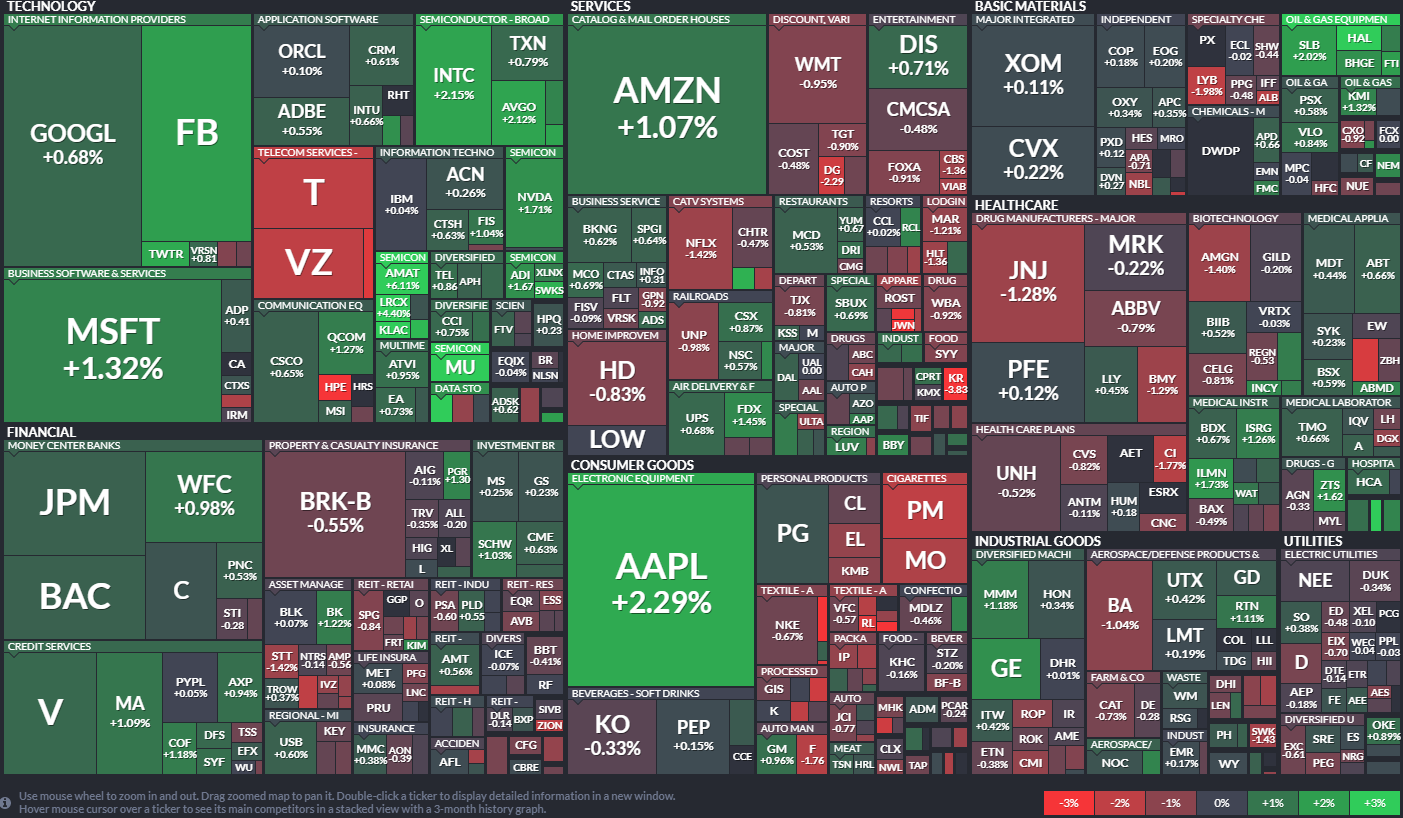 TECHNOLOGY
INTERNET INFORMATION PROVIDERS
GOOGL
+0.68%
FB
TWTR
VRSN
+0.81
APPLICATION SOFTWARE
ORCL
+0.10%
CRM
+0.61%
ADBE
+0.55%
INTU
+0.66%
RHT
SEMICONDUCTOR - BROAD
INTC
+2.15%
TXN
+0.79%
AVGO
+2.12%
TELECOM SERVICES -
T
VZ
INFORMATION TECHNO
IBM
+0.04%
ACN
+0.26%
CTSH
+0.63%
FIS
+1.04%
SEMICON
NVDA
+1.71%
BUSINESS SOFTWARE & SERVICES
MSFT
+1.32%
ADP
+0.41
CA
CTXS
IRM
COMMUNICATION EQ
CSCO
+0.65%
QCOM
+1.27%
HPE
HRS
MSI
SEMICON
AMAT
+6.11%
LRCX
+4.40%
KLAC
DIVERSIFIED
TEL
+0.86
APH
SEMICON
ADI
+1.67
XLNX
SWKS
DIVERSIFIE
CCI
+0.75%
SCIEN
FTV
HPQ
+0.23
MULTIME
ATVI
+0.95%
EA
+0.73%
SEMICON
MU
EQIX
-0.04%
BR
NLSN
DATA STO
ADSK
+0.62
SERVICES
CATALOG & MAIL ORDER HOUSES
AMZN
+1.07%
DISCOUNT, VARI
WMT
-0.95%
COST
-0.48%
TGT
-0.90%
DG
-2.29
ENTERTAINMENT
DIS
+0.71%
CMCSA
-0.48%
FOXA
-0.91%
CBS
-1.36
VIAB
BUSINESS SERVICE
BKNG
+0.62%
SPGI
+0.64%
MCO
+0.69%
CTAS
INFO
+0.31
FISV
-0.09%
FLT
GPN
-0.92
VRSK
ADS
CATV SYSTEMS
NFLX
-1.42%
CHTR
-0.47%
RESTAURANTS
MCD
+0.53%
YUM
+0.67
DRI
CMG
RESORTS
CCL
+0.02%
RCL
LODGIN
MAR
-1.21%
HLT
-1.36
RAILROADS
UNP
-0.98%
CSX
+0.87%
NSC
+0.57%
DEPART
TJX
-0.81%
KSS
M
SPECIAL
SBUX
+0.69%
APPARE
ROST
JWN
DRUG
WBA
-0.92%
HOME IMPROVEM
HD
-0.83%
LOW
AIR DELIVERY & F
UPS
+0.68%
FDX
+1.45%
MAJOR
DAL
UAL
0.00
AAL
DRUGS
ABC
CAH
INDUST
FOOD
SYY
CPRT
KMX
KR
-3.83
AUTO P
AZO
AAP
SPECIAL
ULTA
REGION
LUV
BBY
TIF
BASIC MATERIALS
MAJOR INTEGRATED
XOM
+0.11%
CVX
+0.22%
INDEPENDENT
COP
+0.18%
EOG
+0.20%
OXY
+0.34%
APC
+0.35%
PXD
+0.12
HES
MRO
APA
-0.71
DVN
+0.27
NBL
SPECIALTY CHE
PX
ECL
-0.02
SHW
-0.44
LYB
-1.98%
PPG
-0.48
IFF
ALB
CHEMICALS - M
DWDP
APD
+0.66
EMN
FMC
OIL & GAS EQUIPMEN
SLB
+2.02%
HAL
BHGE
FTI
OIL & GA
PSX
+0.58%
VLO
+0.84%
MPC
-0.04
HFC
OIL & GAS
KMI
+1.32%
CXO
-0.92
FCX
0.00
CF
NEM
NUE
HEALTHCARE
DRUG MANUFACTURERS - MAJOR
JNJ
-1.28%
MRK
-0.22%
ABBV
-0.79%
PFE
+0.12%
LLY
+0.45%
BMY
-1.29%
BIOTECHNOLOGY
AMGN
-1.40%
GILD
-0.20%
BIIB
+0.52%
VRTX
-0.03%
REGN
-0.53
CELG
-0.81%
INCY
MEDICAL APPLIA
MDT
+0.44%
ABT
+0.66%
SYK
+0.23%
EW
ZBH
BSX
+0.59%
ABMD
HEALTH CARE PLANS
UNH
-0.52%
CVS
-0.82%
AET
CI
-1.77%
ANTM
-0.11%
HUM
+0.18
ESRX
CNC
MEDICAL INSTR
BDX
+0.67%
ISRG
+1.26%
ILMN
+1.73%
WAT
BAX
-0.49%
MEDICAL LABORATOR
TMO
+0.66%
IQV
LH
A
DGX
DRUGS - G
AGN
-0.33
ZTS
+1.62
MYL
HOSPITA
HCA
FINANCIAL
MONEY CENTER BANKS
JPM
WFC
+0.98%
BAC
C
PNC
+0.53%
STI
-0.28
PROPERTY & CASUALTY INSURANCE
BRK-B
-0.55%
AIG
-0.11%
PGR
+1.30
TRV
-0.35%
ALL
-0.20
HIG
XL
L
INVESTMENT BR
MS
+0.25%
GS
+0.23%
SCHW
+1.03%
CME
+0.63%
ASSET MANAGE
BLK
+0.07%
BK
+1.22%
STT
-1.42%
NTRS
-0.14
AMP
-0.56
TROW
+0.37%
IVZ
REIT - RETAI
SPG
-0.84
GGP
O
FRT
KIM
REIT - INDU
PSA
-0.60
PLD
+0.55
REIT - RES
EQR
ESS
AVB
CREDIT SERVICES
V
MA
+1.09%
PYPL
+0.05%
AXP
+0.94%
COF
+1.18%
DFS
SYF
TSS
EFX
WU
LIFE INSURA
MET
+0.08%
PFG
LNC
PRU
REIT -
AMT
+0.56%
DIVERS
ICE
-0.07%
BBT
-0.41%
RF
REGIONAL - MI
USB
+0.60%
KEY
INSURANCE
MMC
+0.38%
AON
-0.39
REIT - H
REIT -
DLR
-0.14
BXP
SIVB
ZION
ACCIDEN
AFL
CFG
CBRE
CONSUMER GOODS
ELECTRONIC EQUIPMENT
AAPL
+2.29%
PERSONAL PRODUCTS
PG
CL
EL
KMB
CIGARETTES
PM
MO
BEVERAGES - SOFT DRINKS
KO
-0.33%
PEP
+0.15%
CCE
TEXTILE - A
NKE
-0.67%
TEXTILE - A
VFC
-0.57
RL
CONFECTIO
MDLZ
-0.46%
PACKA
IP
FOOD -
KHC
-0.16%
BEVER
STZ
-0.20%
BF-B
PROCESSED
GIS
K
AUTO
JCI
-0.77
MHK
ADM
PCAR
-0.24
AUTO MAN
GM
+0.96%
F
-1.76
MEAT
TSN
HRL
CLX
NWL
TAP
INDUSTRIAL GOODS
DIVERSIFIED MACHI
MMM
+1.18%
HON
+0.34%
GE
DHR
+0.01%
ITW
+0.42%
ROP
IR
ROK
AME
ETN
-0.38%
CMI
AEROSPACE/DEFENSE PRODUCTS &
BA
-1.04%
UTX
+0.42%
GD
RTN
+1.11%
LMT
+0.19%
COL
LLL
TDG
HII
FARM & CO
CAT
-0.73%
DE
-0.28
WASTE
WM
RSG
DHI
LEN
AEROSPACE/
NOC
INDUST
EMR
+0.17%
PH
SWK
-1.43
WY
UTILITIES
ELECTRIC UTILITIES
NEE
DUK
-0.34%
SO
+0.38%
ED
-0.48
XEL
-0.10
PCG
D
EIX
-0.70
WEC
-0.04
PPL
-0.03
DTE
-0.14
ETR
AEP
-0.18%
FE
AEE
AES
DIVERSIFIED U
EXC
-0.61
SRE
ES
PEG
NRG
OKE
+0.89%
Use mouse wheel to zoom in and out. Drag zoomed map to pan it. Double-click a ticker to display detailed information in a new window.
Hover mouse cursor over a ticker to see its main competitors in a stacked view with a 3-month history graph.
-3%
-2%
-1%
0%
+1%
+2%
+3%